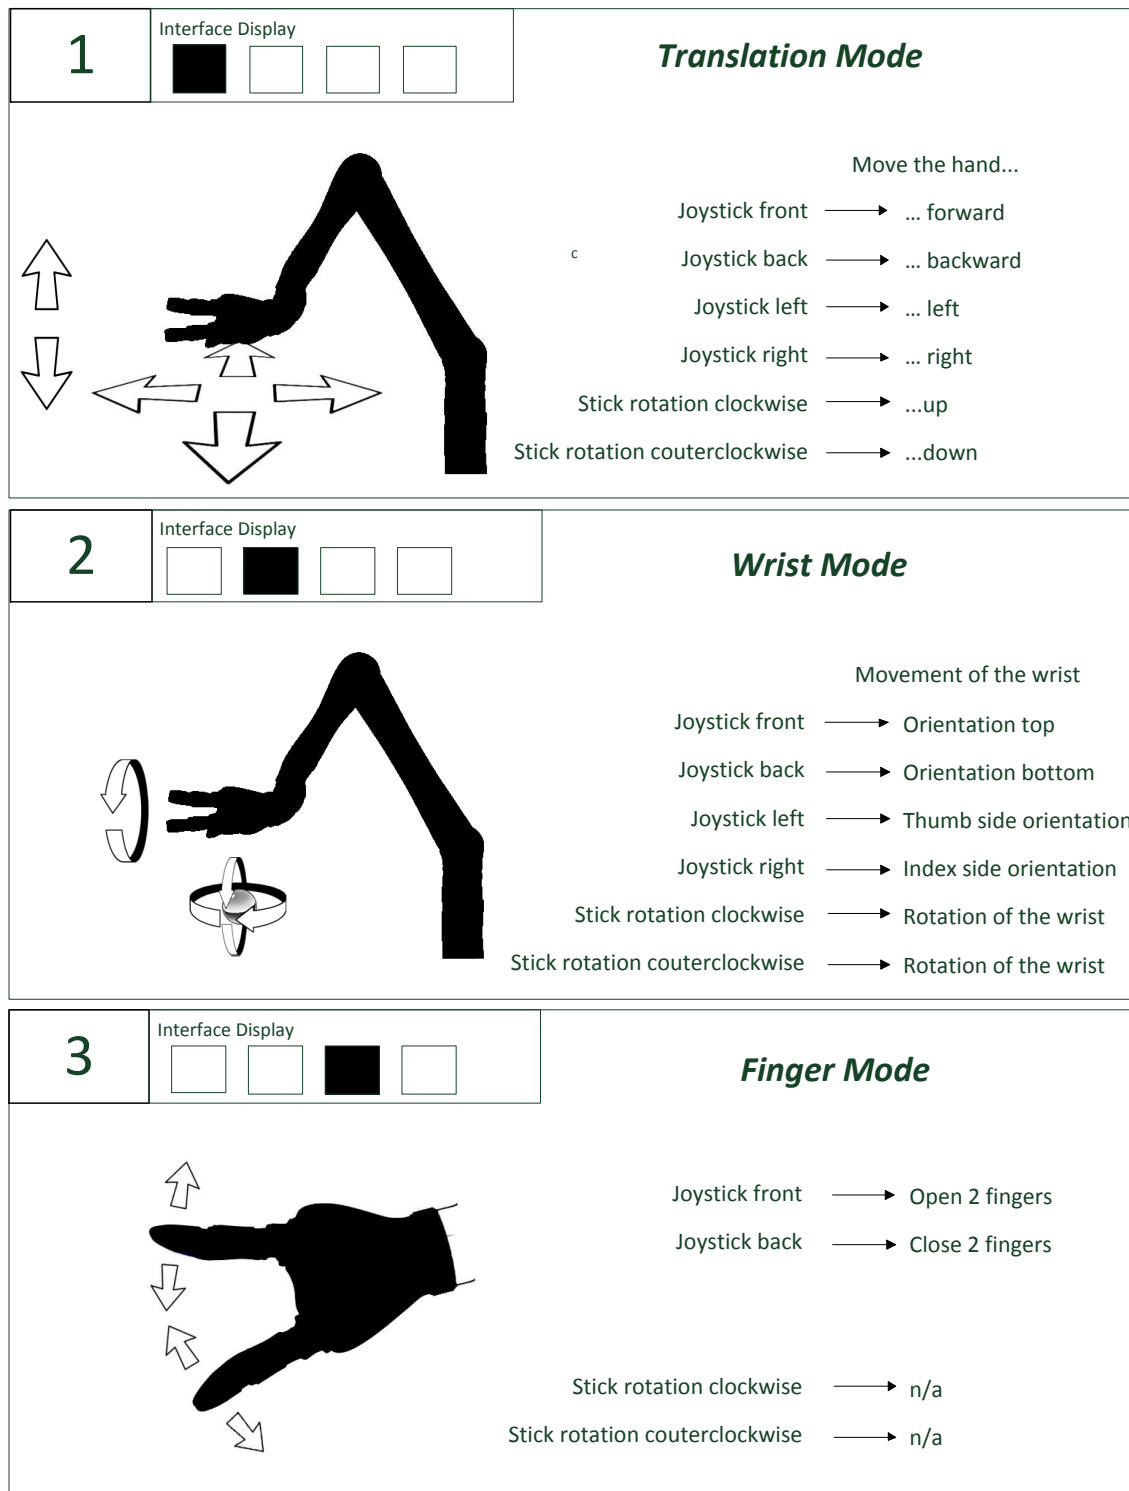 1
Interface Display
Translation Mode
Move the hand...
Joystick front ... forward
c
Joystick back ... backward
Joystick left ... left
Joystick right ... right
Stick rotation clockwise ...up
Stick rotation couterclockwise ...down
2
Interface Display
Wrist Mode
Movement of the wrist
Joystick front Orientation top
Joystick back Orientation bottom
Joystick left Thumb side orientation
Joystick right Index side orientation
Stick rotation clockwise Rotation of the wrist
Stick rotation couterclockwise Rotation of the wrist
3
Interface Display
Finger Mode
Joystick front Open 2 fingers
Joystick back Close 2 fingers
Stick rotation clockwise n/a
Stick rotation couterclockwise n/a